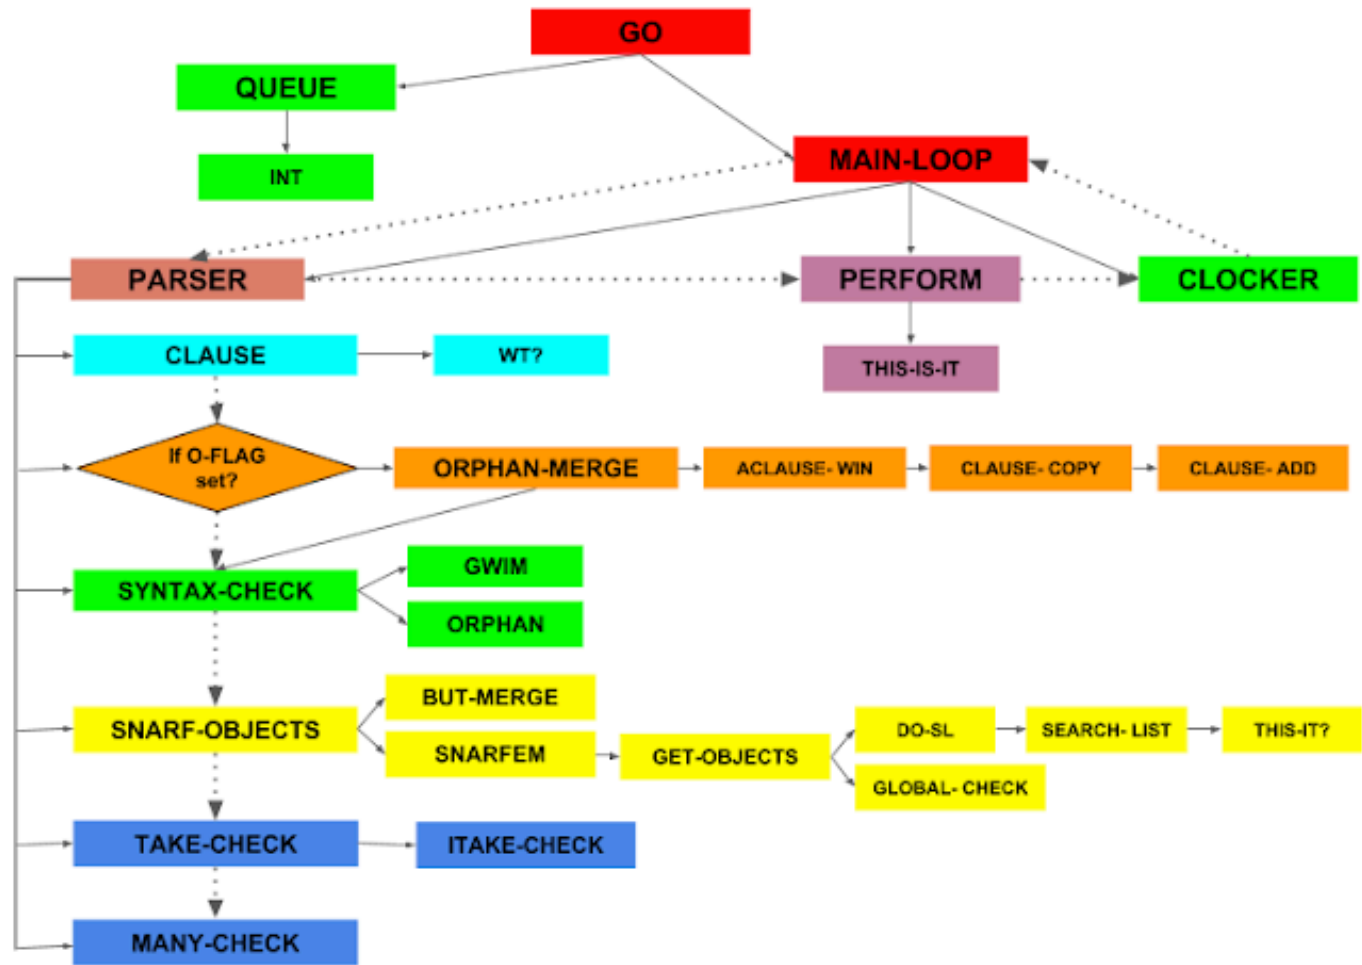 GO
QUEUE
INT
MAIN-LOOP
PARSER
PERFORM
CLOCKER
THIS-IS-IT
CLAUSE
WT?
If O-FLAG
set?
ORPHAN-MERGE
ACLAUSE- WIN
CLAUSE- COPY
CLAUSE- ADD
SYNTAX-CHECK
GWIM
ORPHAN
SNARF-OBJECTS
BUT-MERGE
SNARFEM
GET-OBJECTS
DO-SL
SEARCH- LIST
THIS-IT?
GLOBAL- CHECK
TAKE-CHECK
ITAKE-CHECK
MANY-CHECK